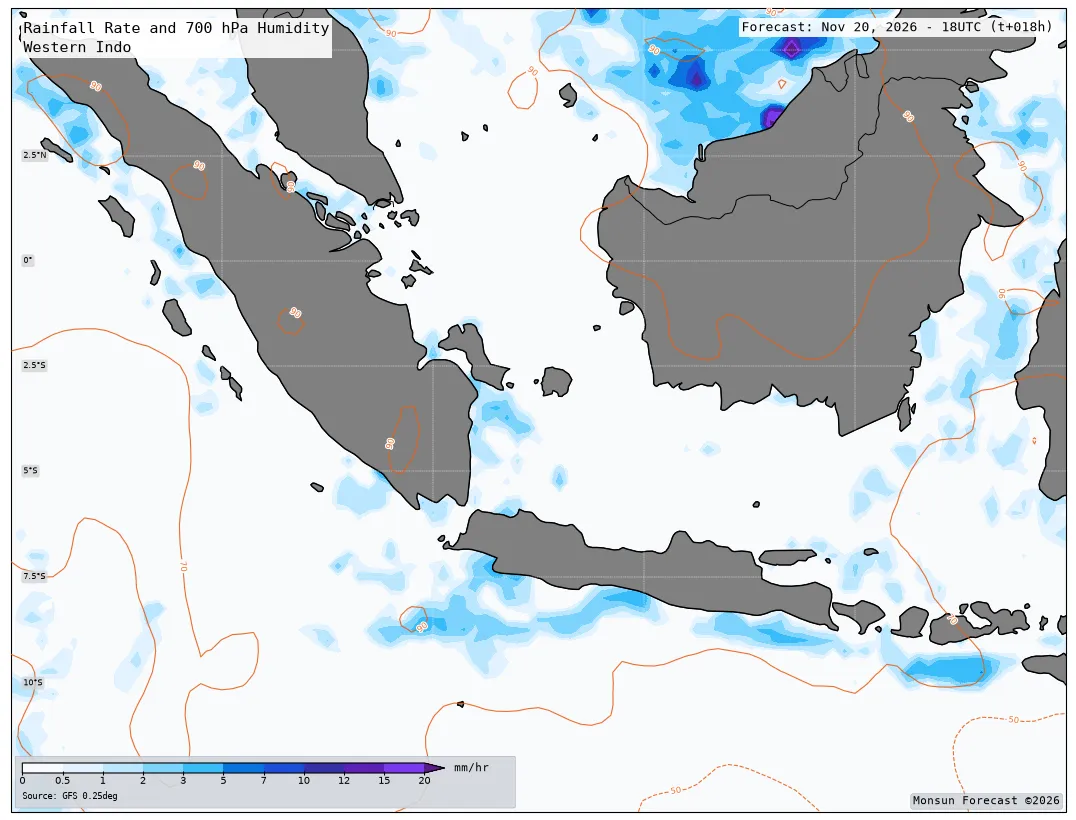 Rainfall Rate and 700 hPa Humidity
Western Indo
Forecast: Nov 20, 2026 - 18UTC (t+018h)
90
90
90
90
90
90
90
90
90
2.5°N
0°
90
90
2.5°S
90
5°S
70
7.5°S
90
70
10°S
50
50
0 0.5 1 2 3 5 7 10 12 15 20 mm/hr
Source: GFS 0.25deg
Monsun Forecast ©2026